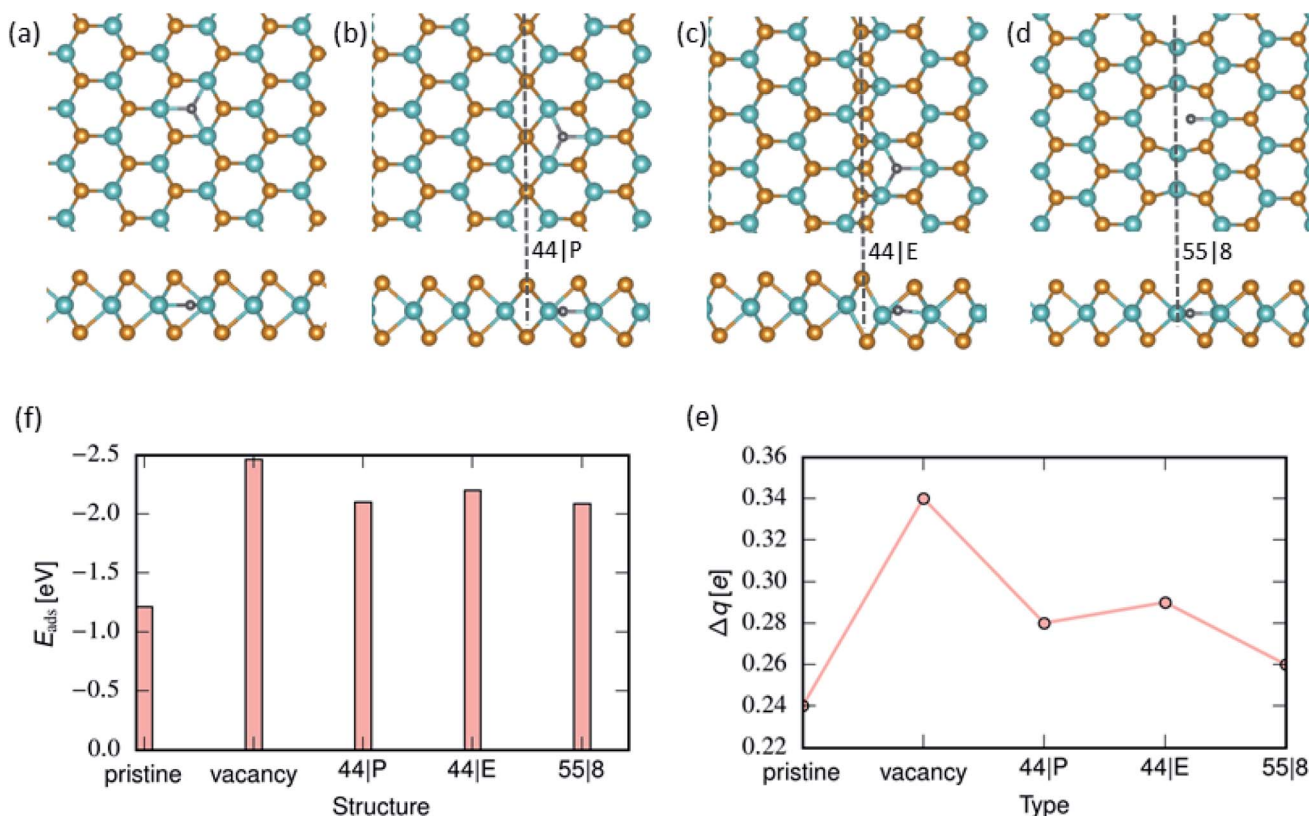 (a)
(b)
(c)
(d)
44|P
44|E
55|8
(f)
−2.5
−2.0
−1.5
−1.0
−0.5
0.0
E_ads [eV]
pristine
vacancy
44|P
44|E
55|8
Structure
(e)
0.36
0.34
0.32
0.30
0.28
0.26
0.24
0.22
Δq [e]
pristine
vacancy
44|P
44|E
55|8
Type